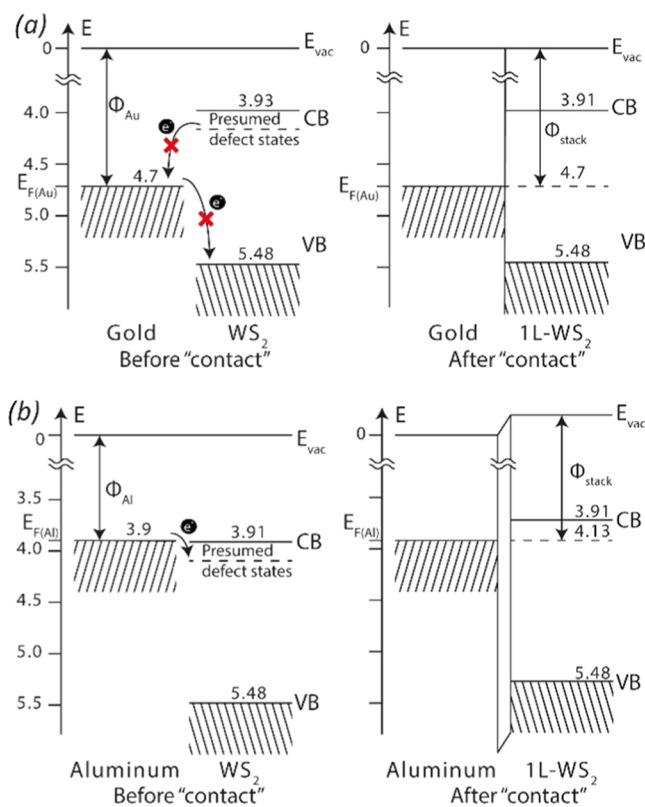 (a)
E
0
E_vac
Φ_Au
e⁻
3.93
CB
Presumed
defect states
4.0
4.5
4.7
E_F(Au)
e⁻
5.0
VB
5.48
5.5
Gold WS₂
Before "contact"
E
0
E_vac
3.91
CB
Φ_stack
4.7
E_F(Au)
VB
5.48
Gold 1L-WS₂
After "contact"
(b)
E
0
E_vac
Φ_Al
3.5
E_F(Al)
3.9
e⁻
3.91
CB
Presumed
defect states
4.0
4.5
5.0
5.48
VB
5.5
Aluminum WS₂
Before "contact"
E
0
E_vac
Φ_stack
3.91
CB
4.13
E_F(Al)
5.48
VB
Aluminum 1L-WS₂
After "contact"